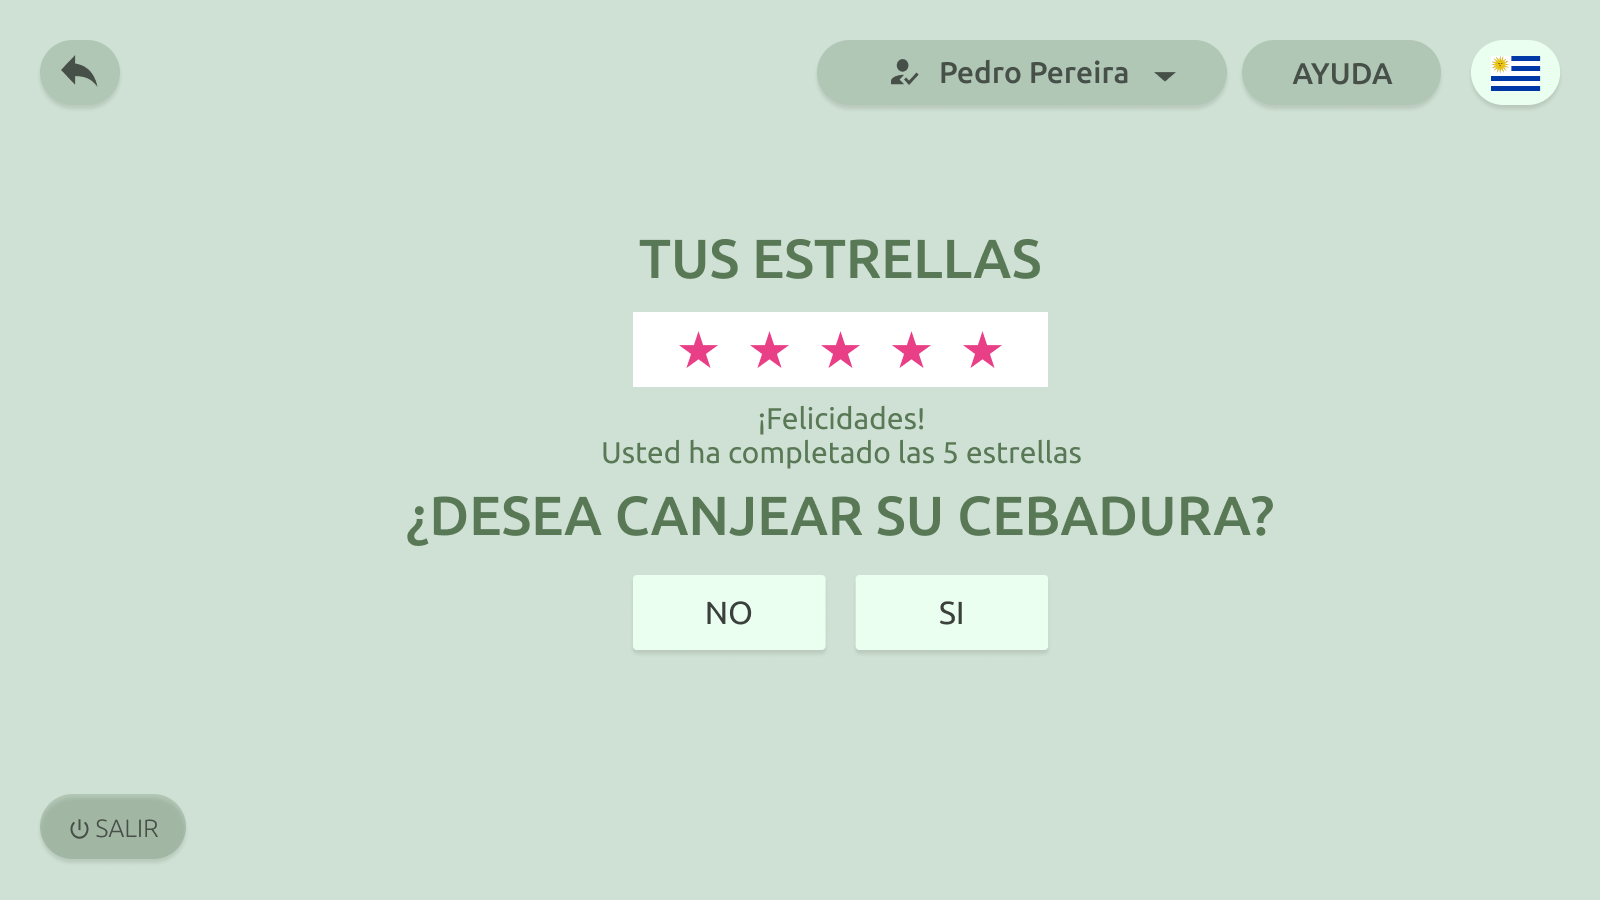 Pedro Pereira
AYUDA
TUS ESTRELLAS
¡Felicidades!
Usted ha completado las 5 estrellas
¿DESEA CANJEAR SU CEBADURA?
NO
SI
SALIR